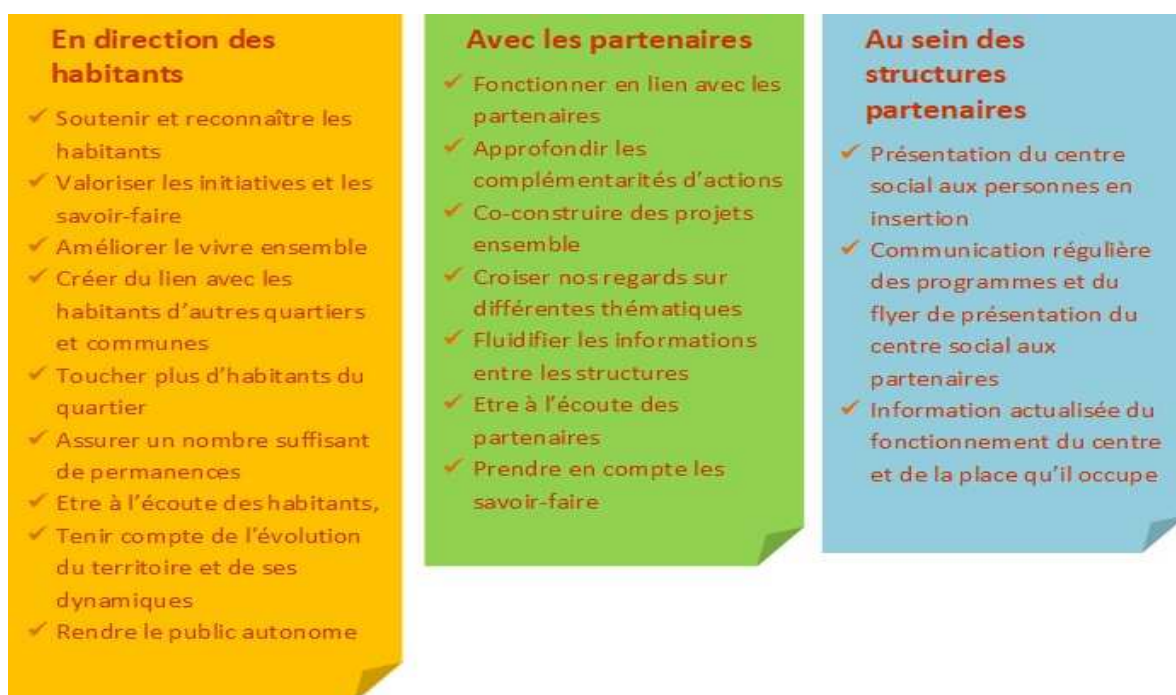 En direction des
habitants
✓ Soutenir et reconnaître les
habitants
✓ Valoriser les initiatives et les
savoir-faire
✓ Améliorer le vivre ensemble
✓ Créer du lien avec les
habitants d'autres quartiers
et communes
✓ Toucher plus d'habitants du
quartier
✓ Assurer un nombre suffisant
de permanences
✓ Etre à l'écoute des habitants,
✓ Tenir compte de l'évolution
du territoire et de ses
dynamiques
✓ Rendre le public autonome
Avec les partenaires
✓ Fonctionner en lien avec les
partenaires
✓ Approfondir les
complémentarités d'actions
✓ Co-construire des projets
ensemble
✓ Croiser nos regards sur
différentes thématiques
✓ Fluidifier les informations
entre les structures
✓ Etre à l'écoute des
partenaires
✓ Prendre en compte les
savoir-faire
Au sein des
structures
partenaires
✓ Présentation du centre
social aux personnes en
insertion
✓ Communication régulière
des programmes et du
flyer de présentation du
centre social aux
partenaires
✓ Information actualisée du
fonctionnement du centre
et de la place qu'il occupe